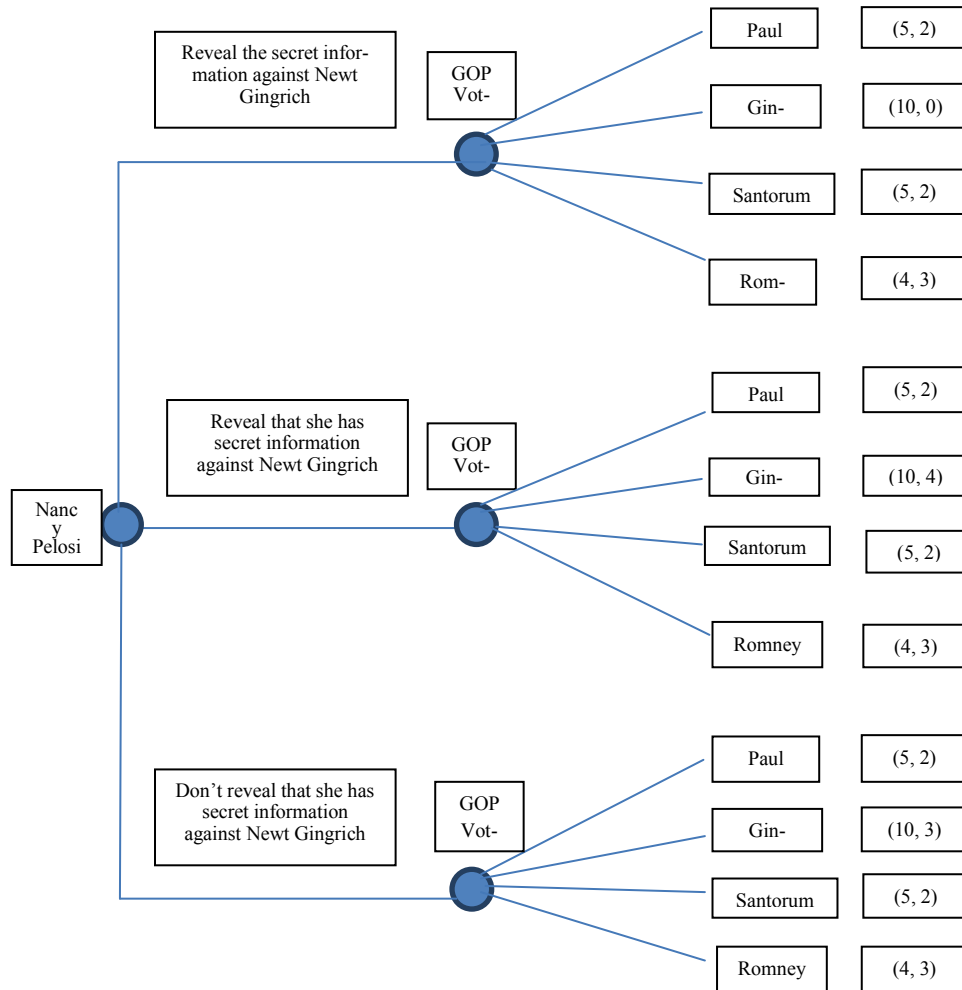 Reveal the secret infor-
mation against Newt
Gingrich
GOP
Vot-
Paul
(5, 2)
Gin-
(10, 0)
Santorum
(5, 2)
Rom-
(4, 3)
Reveal that she has
secret information
against Newt Gingrich
GOP
Vot-
Paul
(5, 2)
Gin-
(10, 4)
Santorum
(5, 2)
Romney
(4, 3)
Nanc
y
Pelosi
Don’t reveal that she has
secret information
against Newt Gingrich
GOP
Vot-
Paul
(5, 2)
Gin-
(10, 3)
Santorum
(5, 2)
Romney
(4, 3)